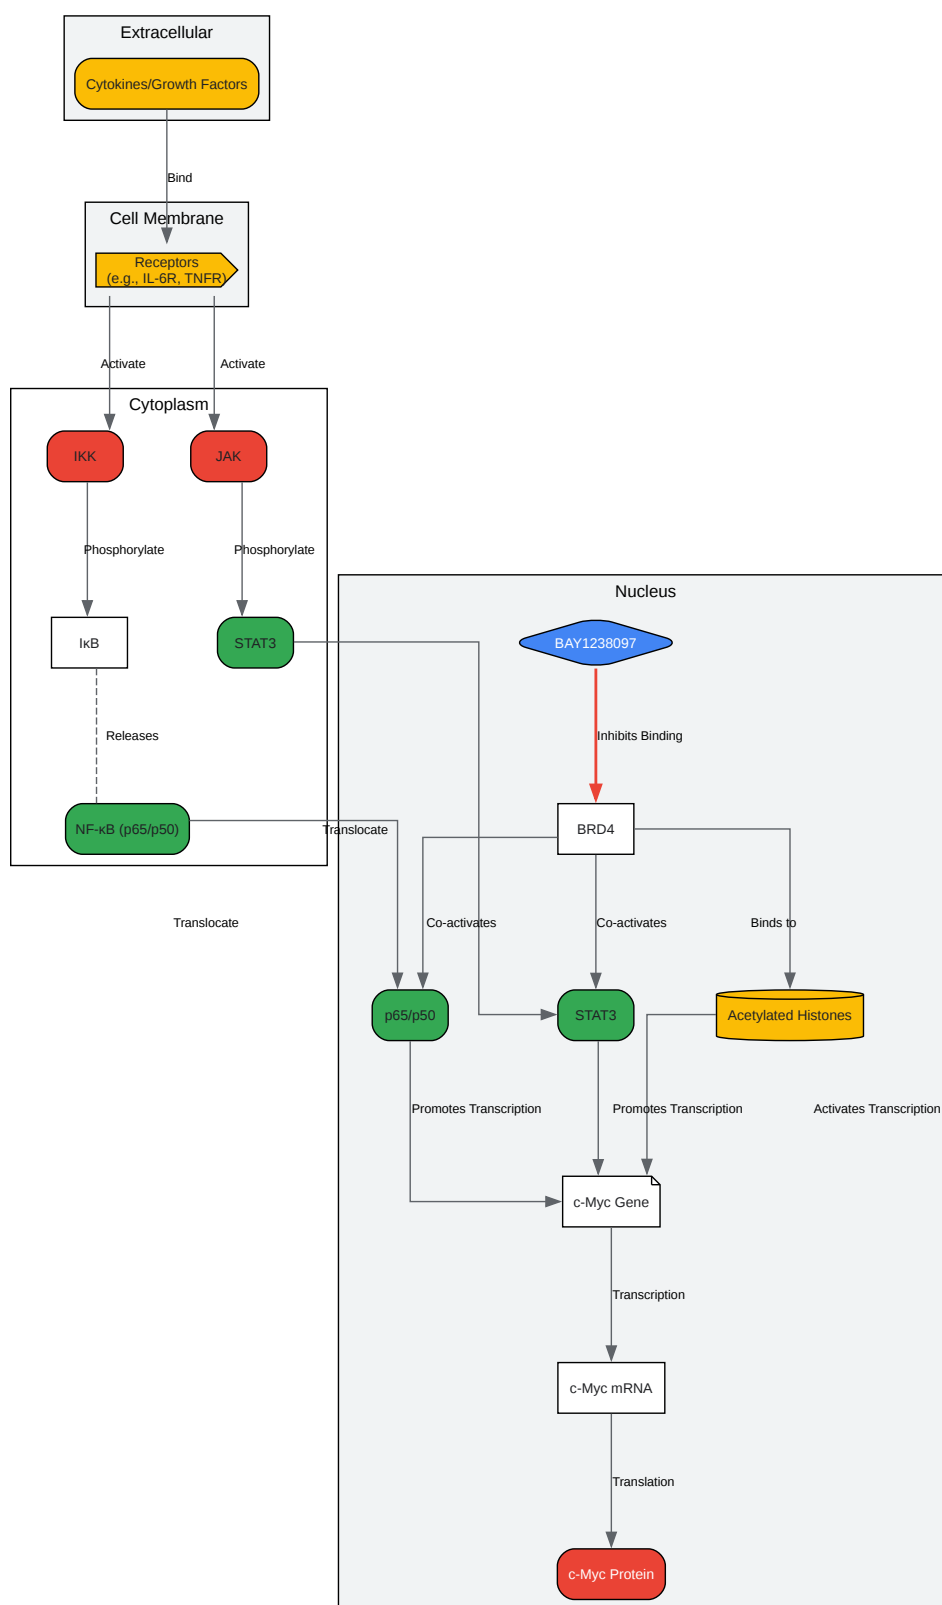 Extracellular
Cytokines/Growth Factors
Bind
Cell Membrane
Receptors
(e.g., IL-6R, TNFR)
Activate
Activate
Cytoplasm
IKK
JAK
Phosphorylate
Phosphorylate
Nucleus
IκB
STAT3
BAY1238097
Releases
Inhibits Binding
NF-κB (p65/p50)
Translocate
BRD4
Translocate
Co-activates
Co-activates
Binds to
p65/p50
STAT3
Acetylated Histones
Promotes Transcription
Promotes Transcription
Activates Transcription
c-Myc Gene
Transcription
c-Myc mRNA
Translation
c-Myc Protein